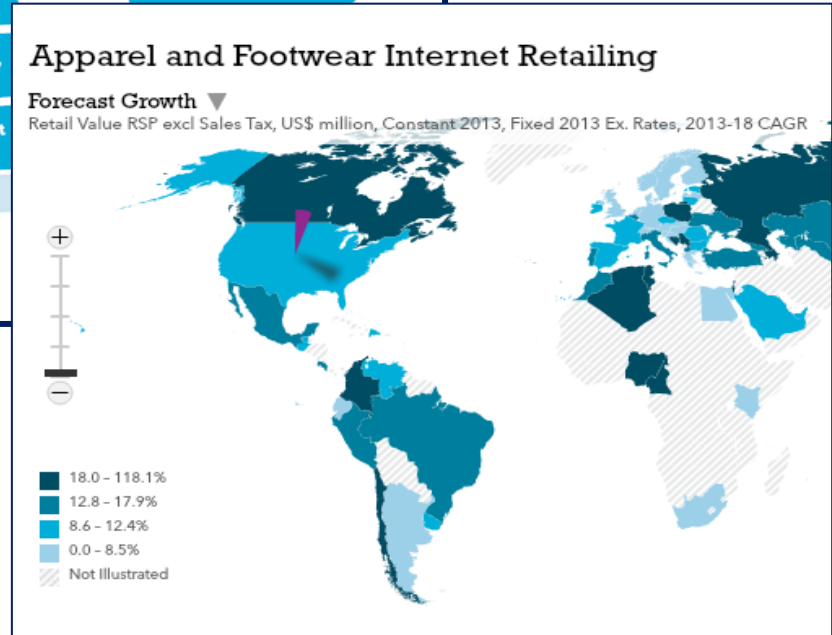 Apparel and Footwear Internet Retailing
Forecast Growth
Retail Value RSP excl Sales Tax, US$ million, Constant 2013, Fixed 2013 Ex. Rates, 2013-18 CAGR
+
−
18.0 – 118.1%
12.8 – 17.9%
8.6 – 12.4%
0.0 – 8.5%
Not Illustrated